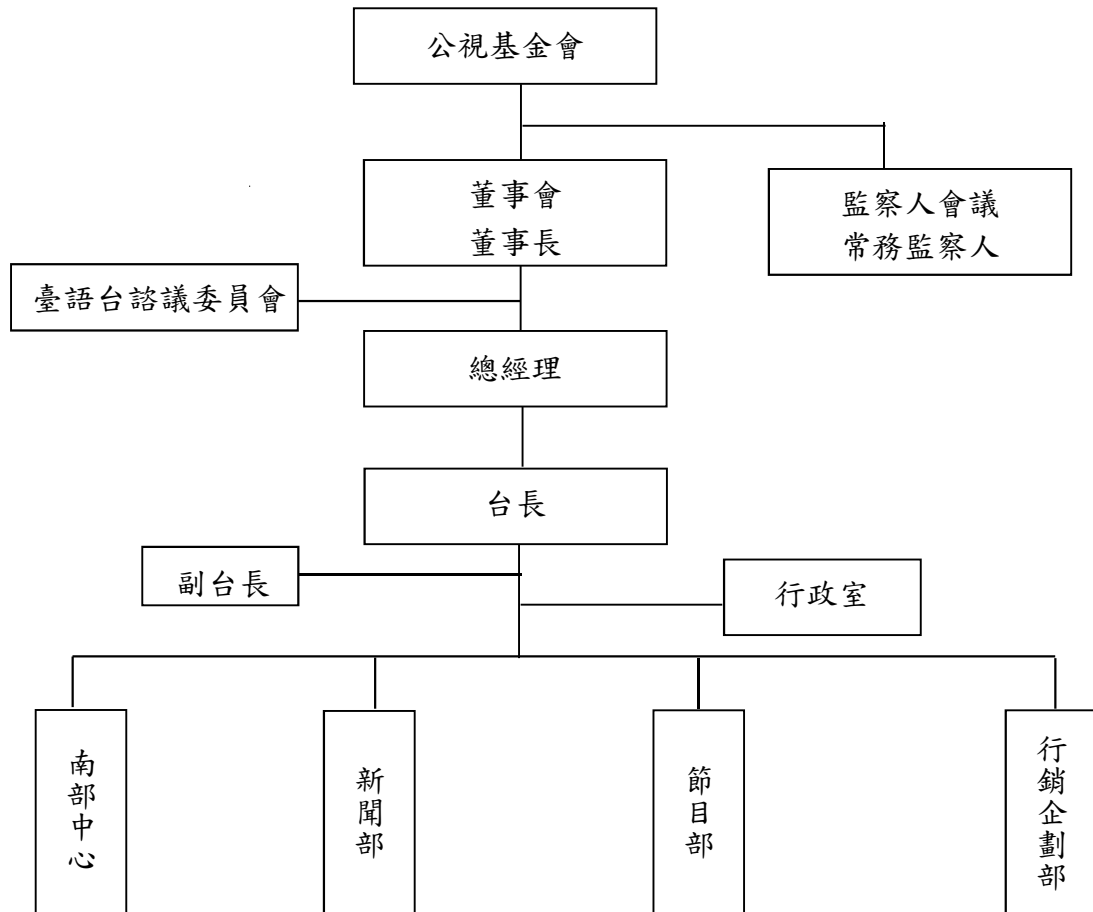 公視基金會
董事會
董事長
監察人會議
常務監察人
臺語台諮議委員會
總經理
台長
副台長
行政室
南部中心
新聞部
節目部
行銷企劃部